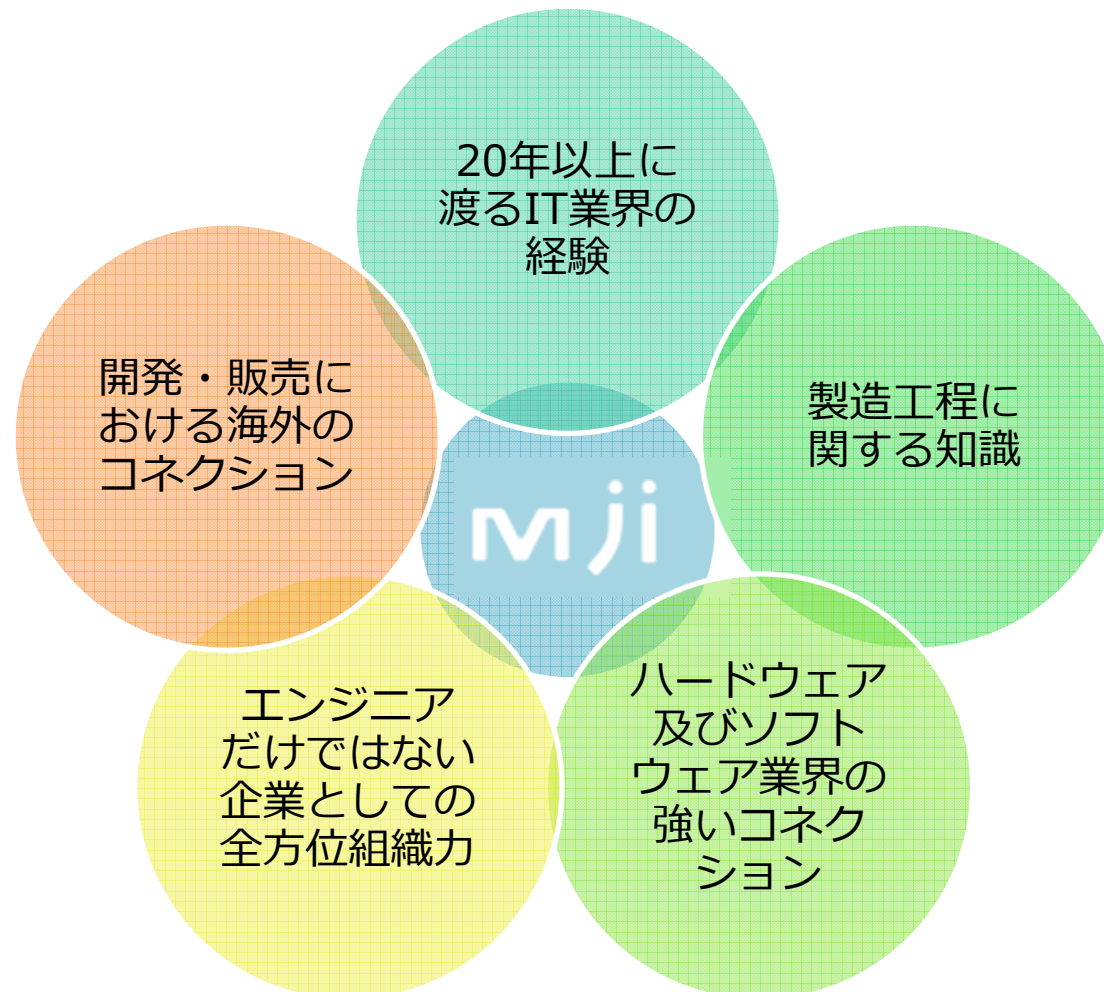 20年以上に
渡るIT業界の
経験
開発・販売に
おける海外の
コネクション
製造工程に
関する知識
mji
エンジニア
だけではない
企業としての
全方位組織力
ハードウェア
及びソフト
ウェア業界の
強いコネク
ション